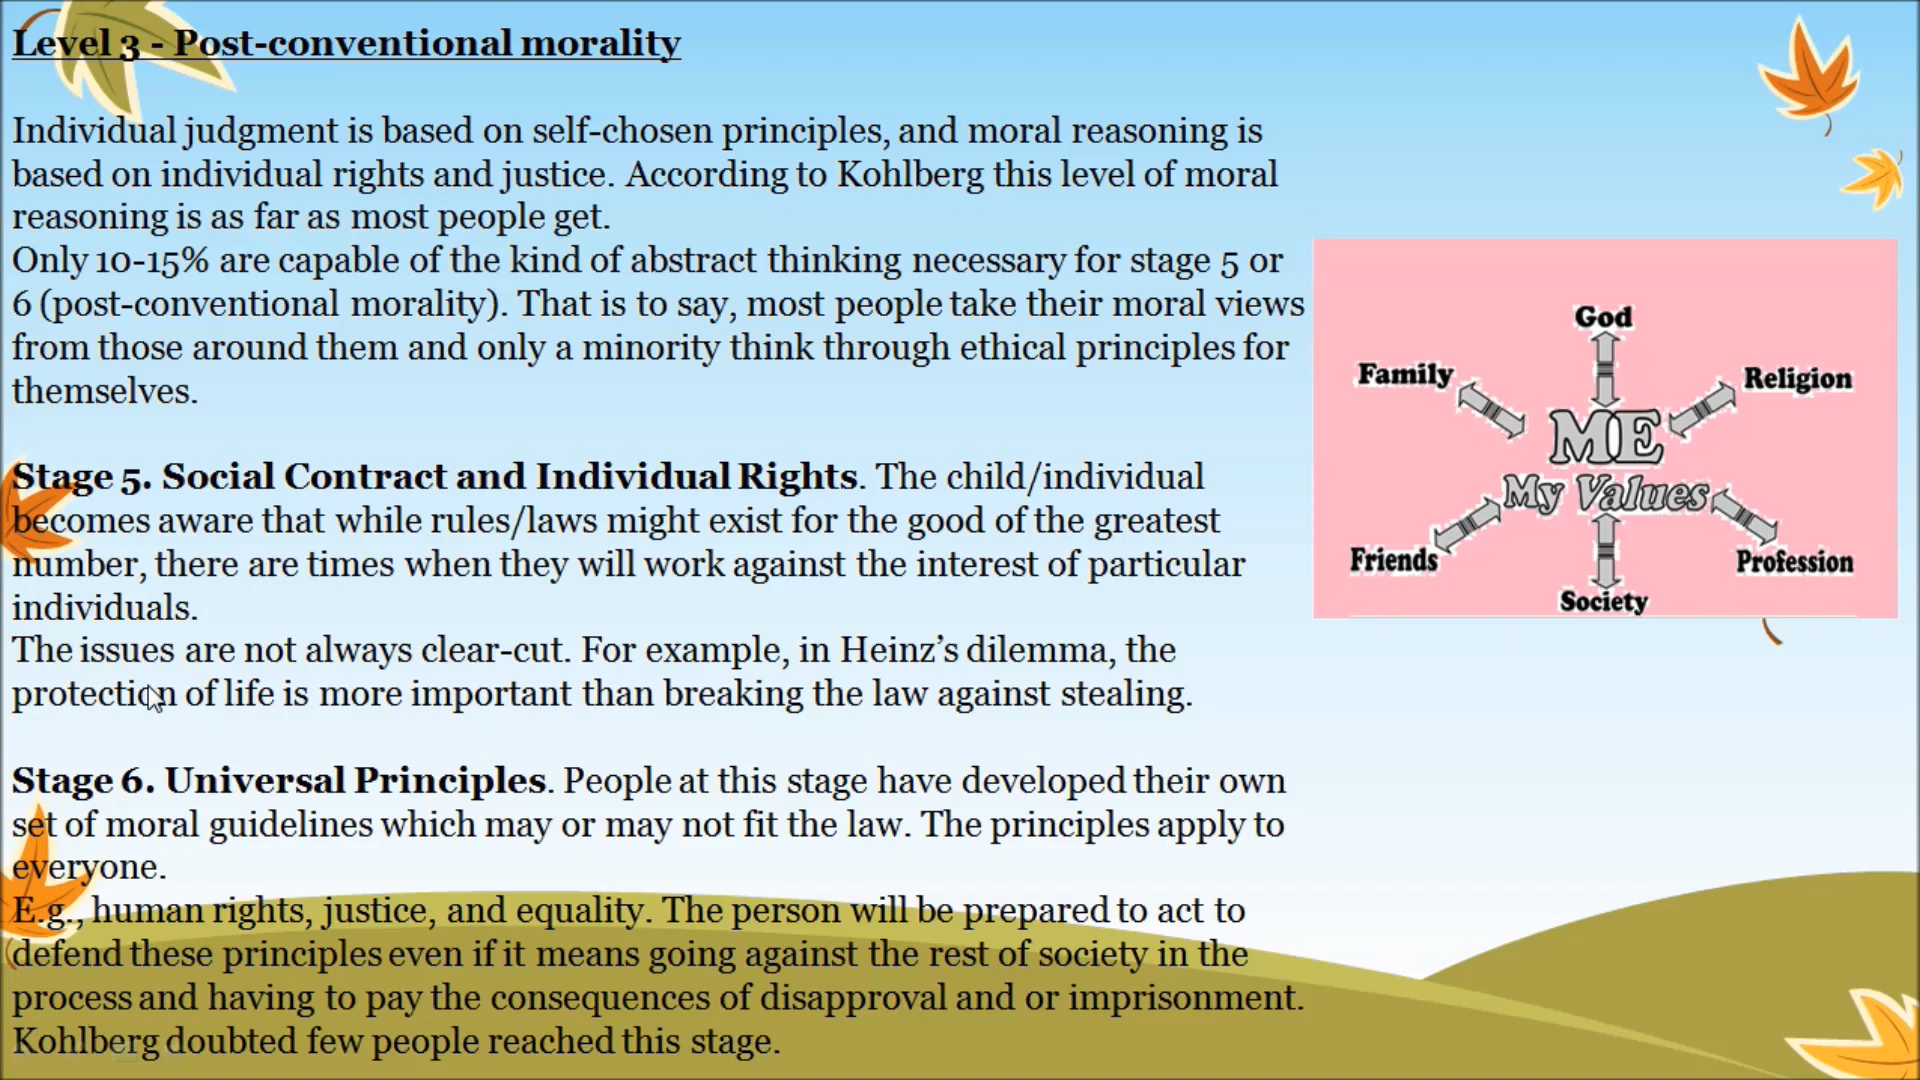 Level 3 - Post-conventional morality
Individual judgment is based on self-chosen principles, and moral reasoning is
based on individual rights and justice. According to Kohlberg this level of moral
reasoning is as far as most people get.
Only 10-15% are capable of the kind of abstract thinking necessary for stage 5 or
6 (post-conventional morality). That is to say, most people take their moral views
from those around them and only a minority think through ethical principles for
themselves.
Stage 5. Social Contract and Individual Rights. The child/individual
becomes aware that while rules/laws might exist for the good of the greatest
number, there are times when they will work against the interest of particular
individuals.
The issues are not always clear-cut. For example, in Heinz’s dilemma, the
protection of life is more important than breaking the law against stealing.
Stage 6. Universal Principles. People at this stage have developed their own
set of moral guidelines which may or may not fit the law. The principles apply to
everyone.
E.g., human rights, justice, and equality. The person will be prepared to act to
defend these principles even if it means going against the rest of society in the
process and having to pay the consequences of disapproval and or imprisonment.
Kohlberg doubted few people reached this stage.
God
Family
Religion
ME
My Values
Friends
Profession
Society